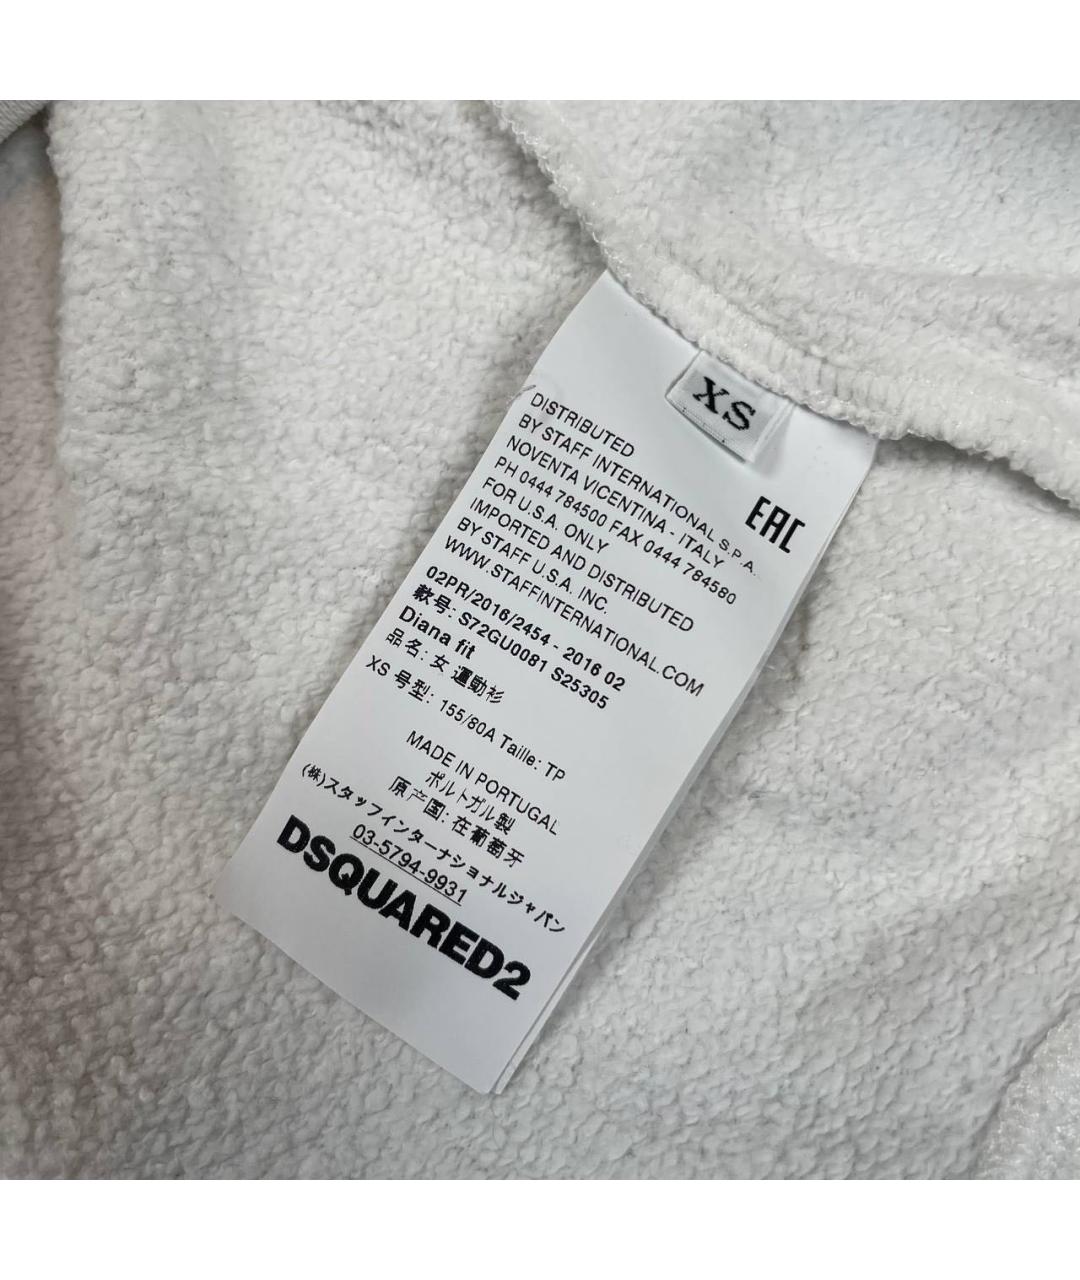 XS
EAC
DISTRIBUTED
BY STAFF INTERNATIONAL S.P.A.
NOVENTA VICENTINA - ITALY
PH 0444 784500 FAX 0444 784580
FOR U.S.A. ONLY
IMPORTED AND DISTRIBUTED
BY STAFF U.S.A. INC.
WWW.STAFFINTERNATIONAL.COM
02PR/2016/2454 - 2016 02
款号: S72GU0081 S25305
Diana fit
品名: 女 運動衫
XS 号型: 155/80A Taille: TP
MADE IN PORTUGAL
ポルトガル製
原产国: 在葡萄牙
(株)スタッフインターナショナルジャパン
03-5794-9931
DSQUARED2